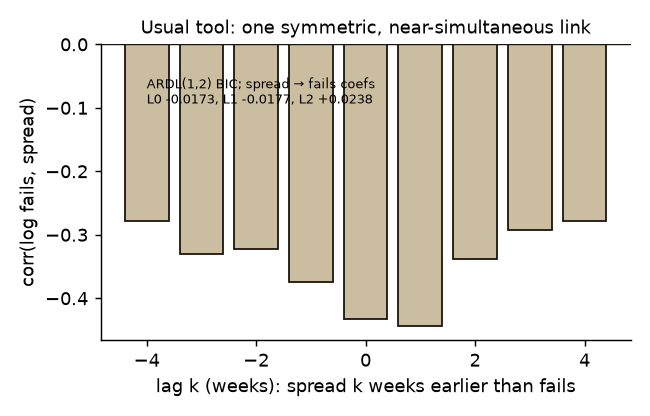 Usual tool: one symmetric, near-simultaneous link
0.0
−0.1
−0.2
−0.3
−0.4
corr(log fails, spread)
ARDL(1,2) BIC; spread → fails coefs
L0 -0.0173, L1 -0.0177, L2 +0.0238
−4
−2
0
2
4
lag k (weeks): spread k weeks earlier than fails